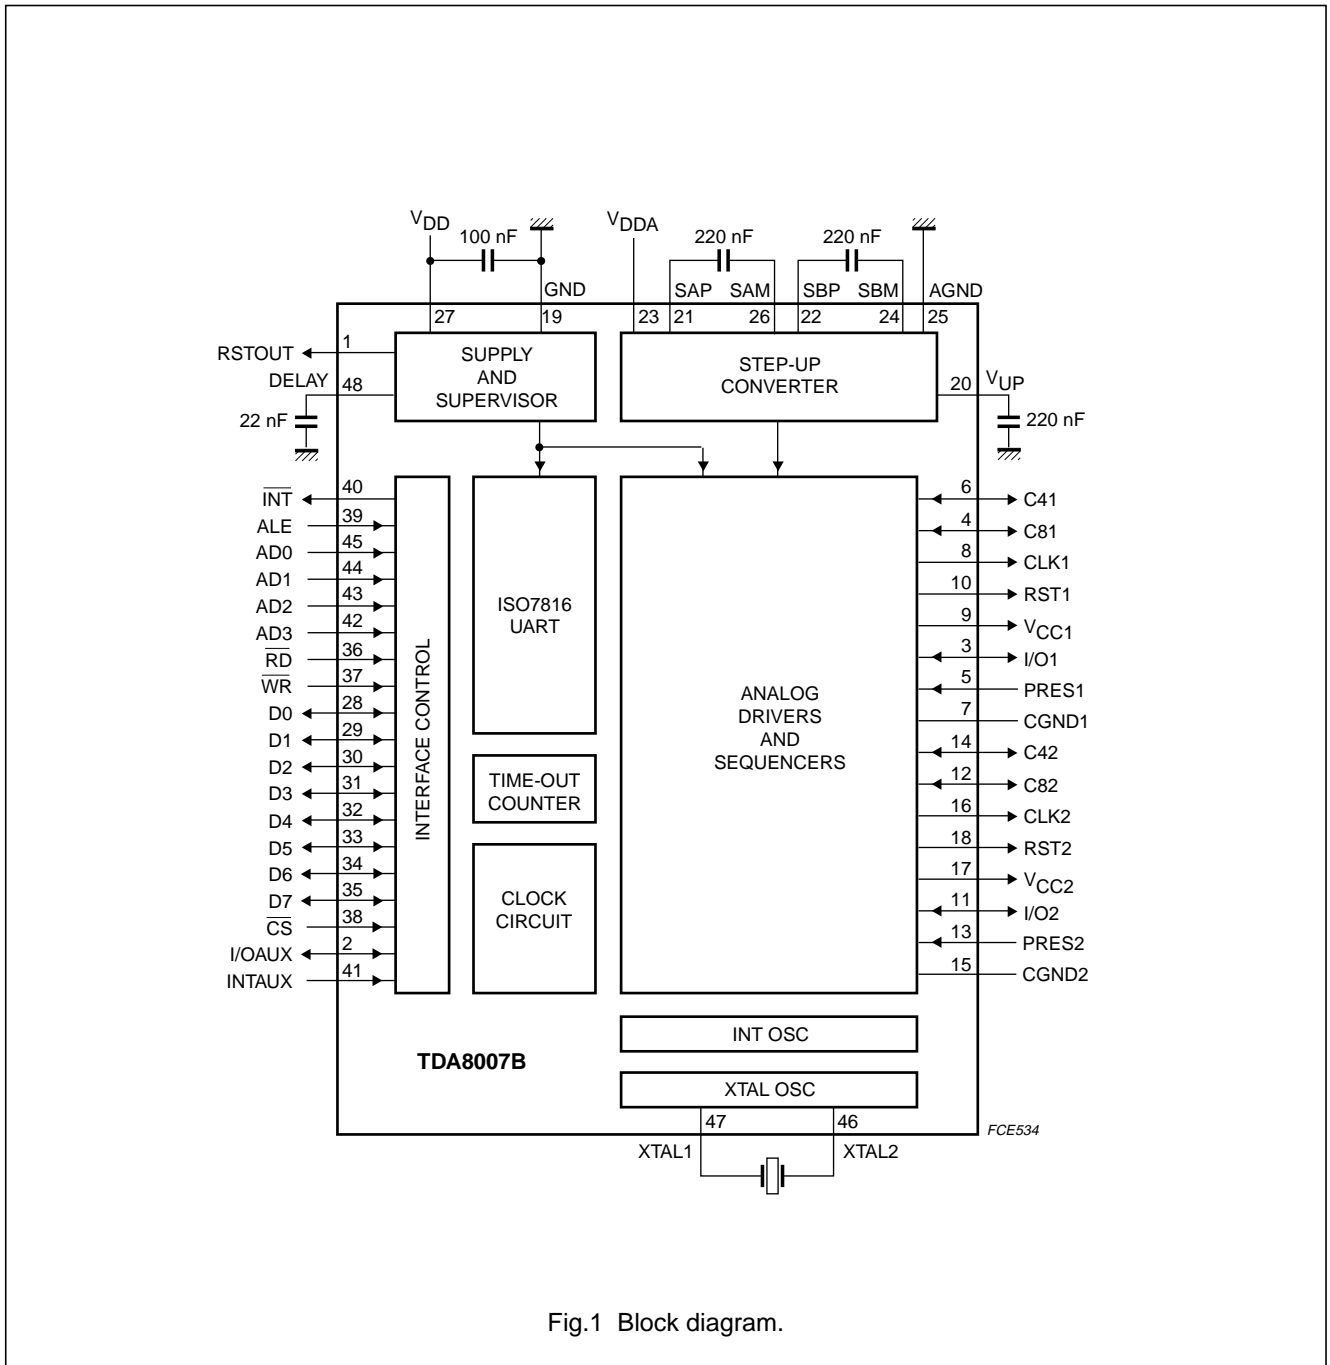 VDD
100 nF
VDDA
220 nF
220 nF
GND
SAP
SAM
SBP
SBM
AGND
27
19
23
21
26
22
24
25
RSTOUT
1
DELAY
48
22 nF
SUPPLY
AND
SUPERVISOR
STEP-UP
CONVERTER
20
VUP
220 nF
INT
40
ALE
39
AD0
45
AD1
44
AD2
43
AD3
42
RD
36
WR
37
D0
28
D1
29
D2
30
D3
31
D4
32
D5
33
D6
34
D7
35
CS
38
I/OAUX
2
INTAUX
41
INTERFACE CONTROL
ISO7816
UART
TIME-OUT
COUNTER
CLOCK
CIRCUIT
ANALOG
DRIVERS
AND
SEQUENCERS
6
C41
4
C81
8
CLK1
10
RST1
9
VCC1
3
I/O1
5
PRES1
7
CGND1
14
C42
12
C82
16
CLK2
18
RST2
17
VCC2
11
I/O2
13
PRES2
15
CGND2
INT OSC
TDA8007B
XTAL OSC
47
46
XTAL1
XTAL2
FCE534
Fig.1 Block diagram.